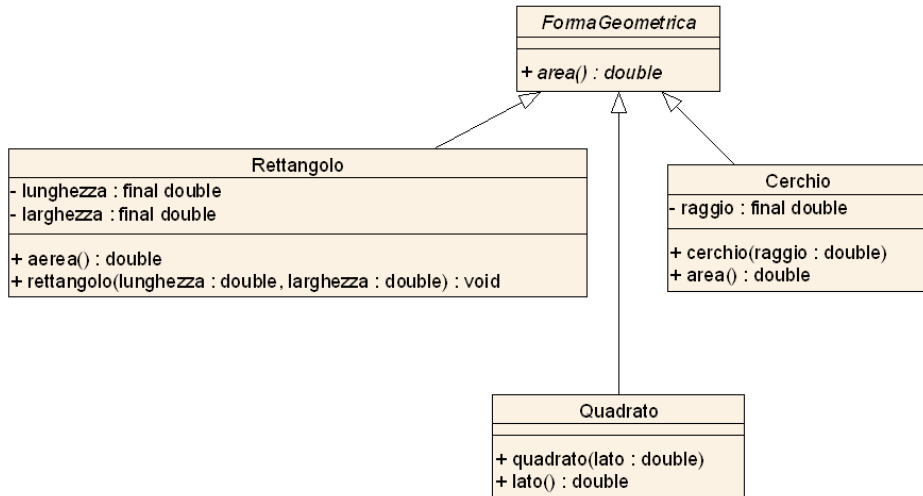 FormaGeometrica
+ area() : double
Rettangolo
- lunghezza : final double
- larghezza : final double
+ aerea() : double
+ rettangolo(lunghezza : double, larghezza : double) : void
Cerchio
- raggio : final double
+ cerchio(raggio : double)
+ area() : double
Quadrato
+ quadrato(lato : double)
+ lato() : double